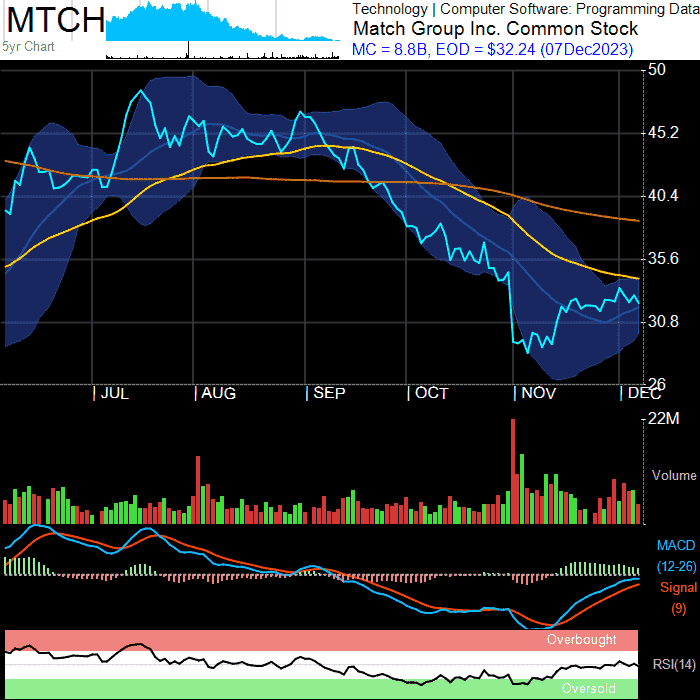 MTCH
5yr Chart
Technology | Computer Software: Programming Data
Match Group Inc. Common Stock
MC = 8.8B, EOD = $32.24 (07Dec2023)
50
45.2
40.4
35.6
30.8
26
JUL
AUG
SEP
OCT
NOV
DEC
22M
Volume
MACD
(12-26)
Signal
(9)
Overbought
RSI(14)
Oversold